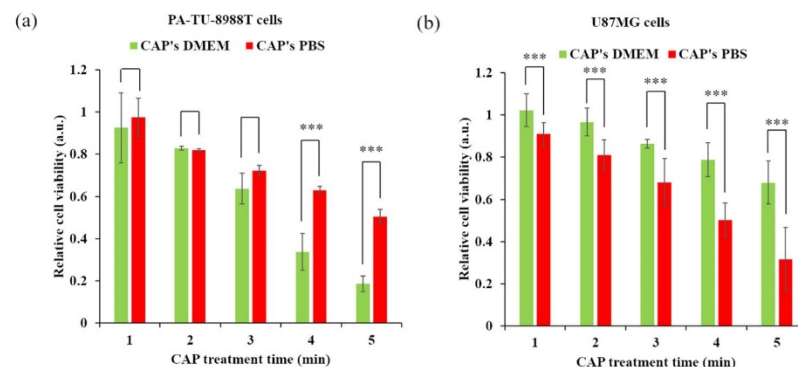 (a)
PA-TU-8988T cells
CAP's DMEM
CAP's PBS
Relative cell viability (a.u.)
1.2
1
0.8
0.6
0.4
0.2
0
***
***
1
2
3
4
5
CAP treatment time (min)
(b)
U87MG cells
CAP's DMEM
CAP's PBS
Relative cell viability (a.u.)
1.2
1
0.8
0.6
0.4
0.2
0
***
***
***
***
***
1
2
3
4
5
CAP treatment time (min)